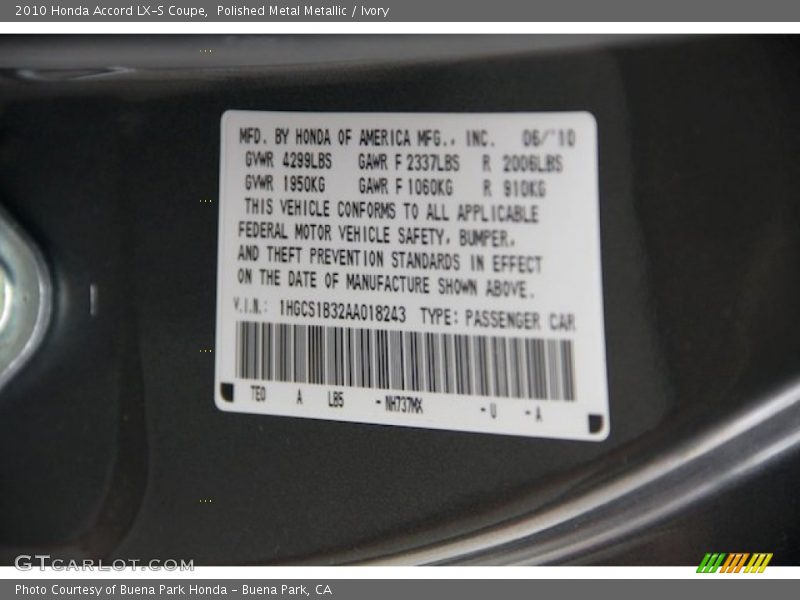 2010 Honda Accord LX-S Coupe,  Polished Metal Metallic / Ivory
MFD. BY HONDA OF AMERICA MFG., INC. 06/'10
GVWR 4299LBS GAWR F 2337LBS R 2006LBS
GVWR 1950KG GAWR F 1060KG R 910KG
THIS VEHICLE CONFORMS TO ALL APPLICABLE
FEDERAL MOTOR VEHICLE SAFETY, BUMPER,
AND THEFT PREVENTION STANDARDS IN EFFECT
ON THE DATE OF MANUFACTURE SHOWN ABOVE.
V.I.N.: 1HGCS1B32AA018243 TYPE: PASSENGER CAR
TE0 A LB5 -NH737MX -U -A
GTCARLOT.COM
Photo Courtesy of Buena Park Honda - Buena Park, CA